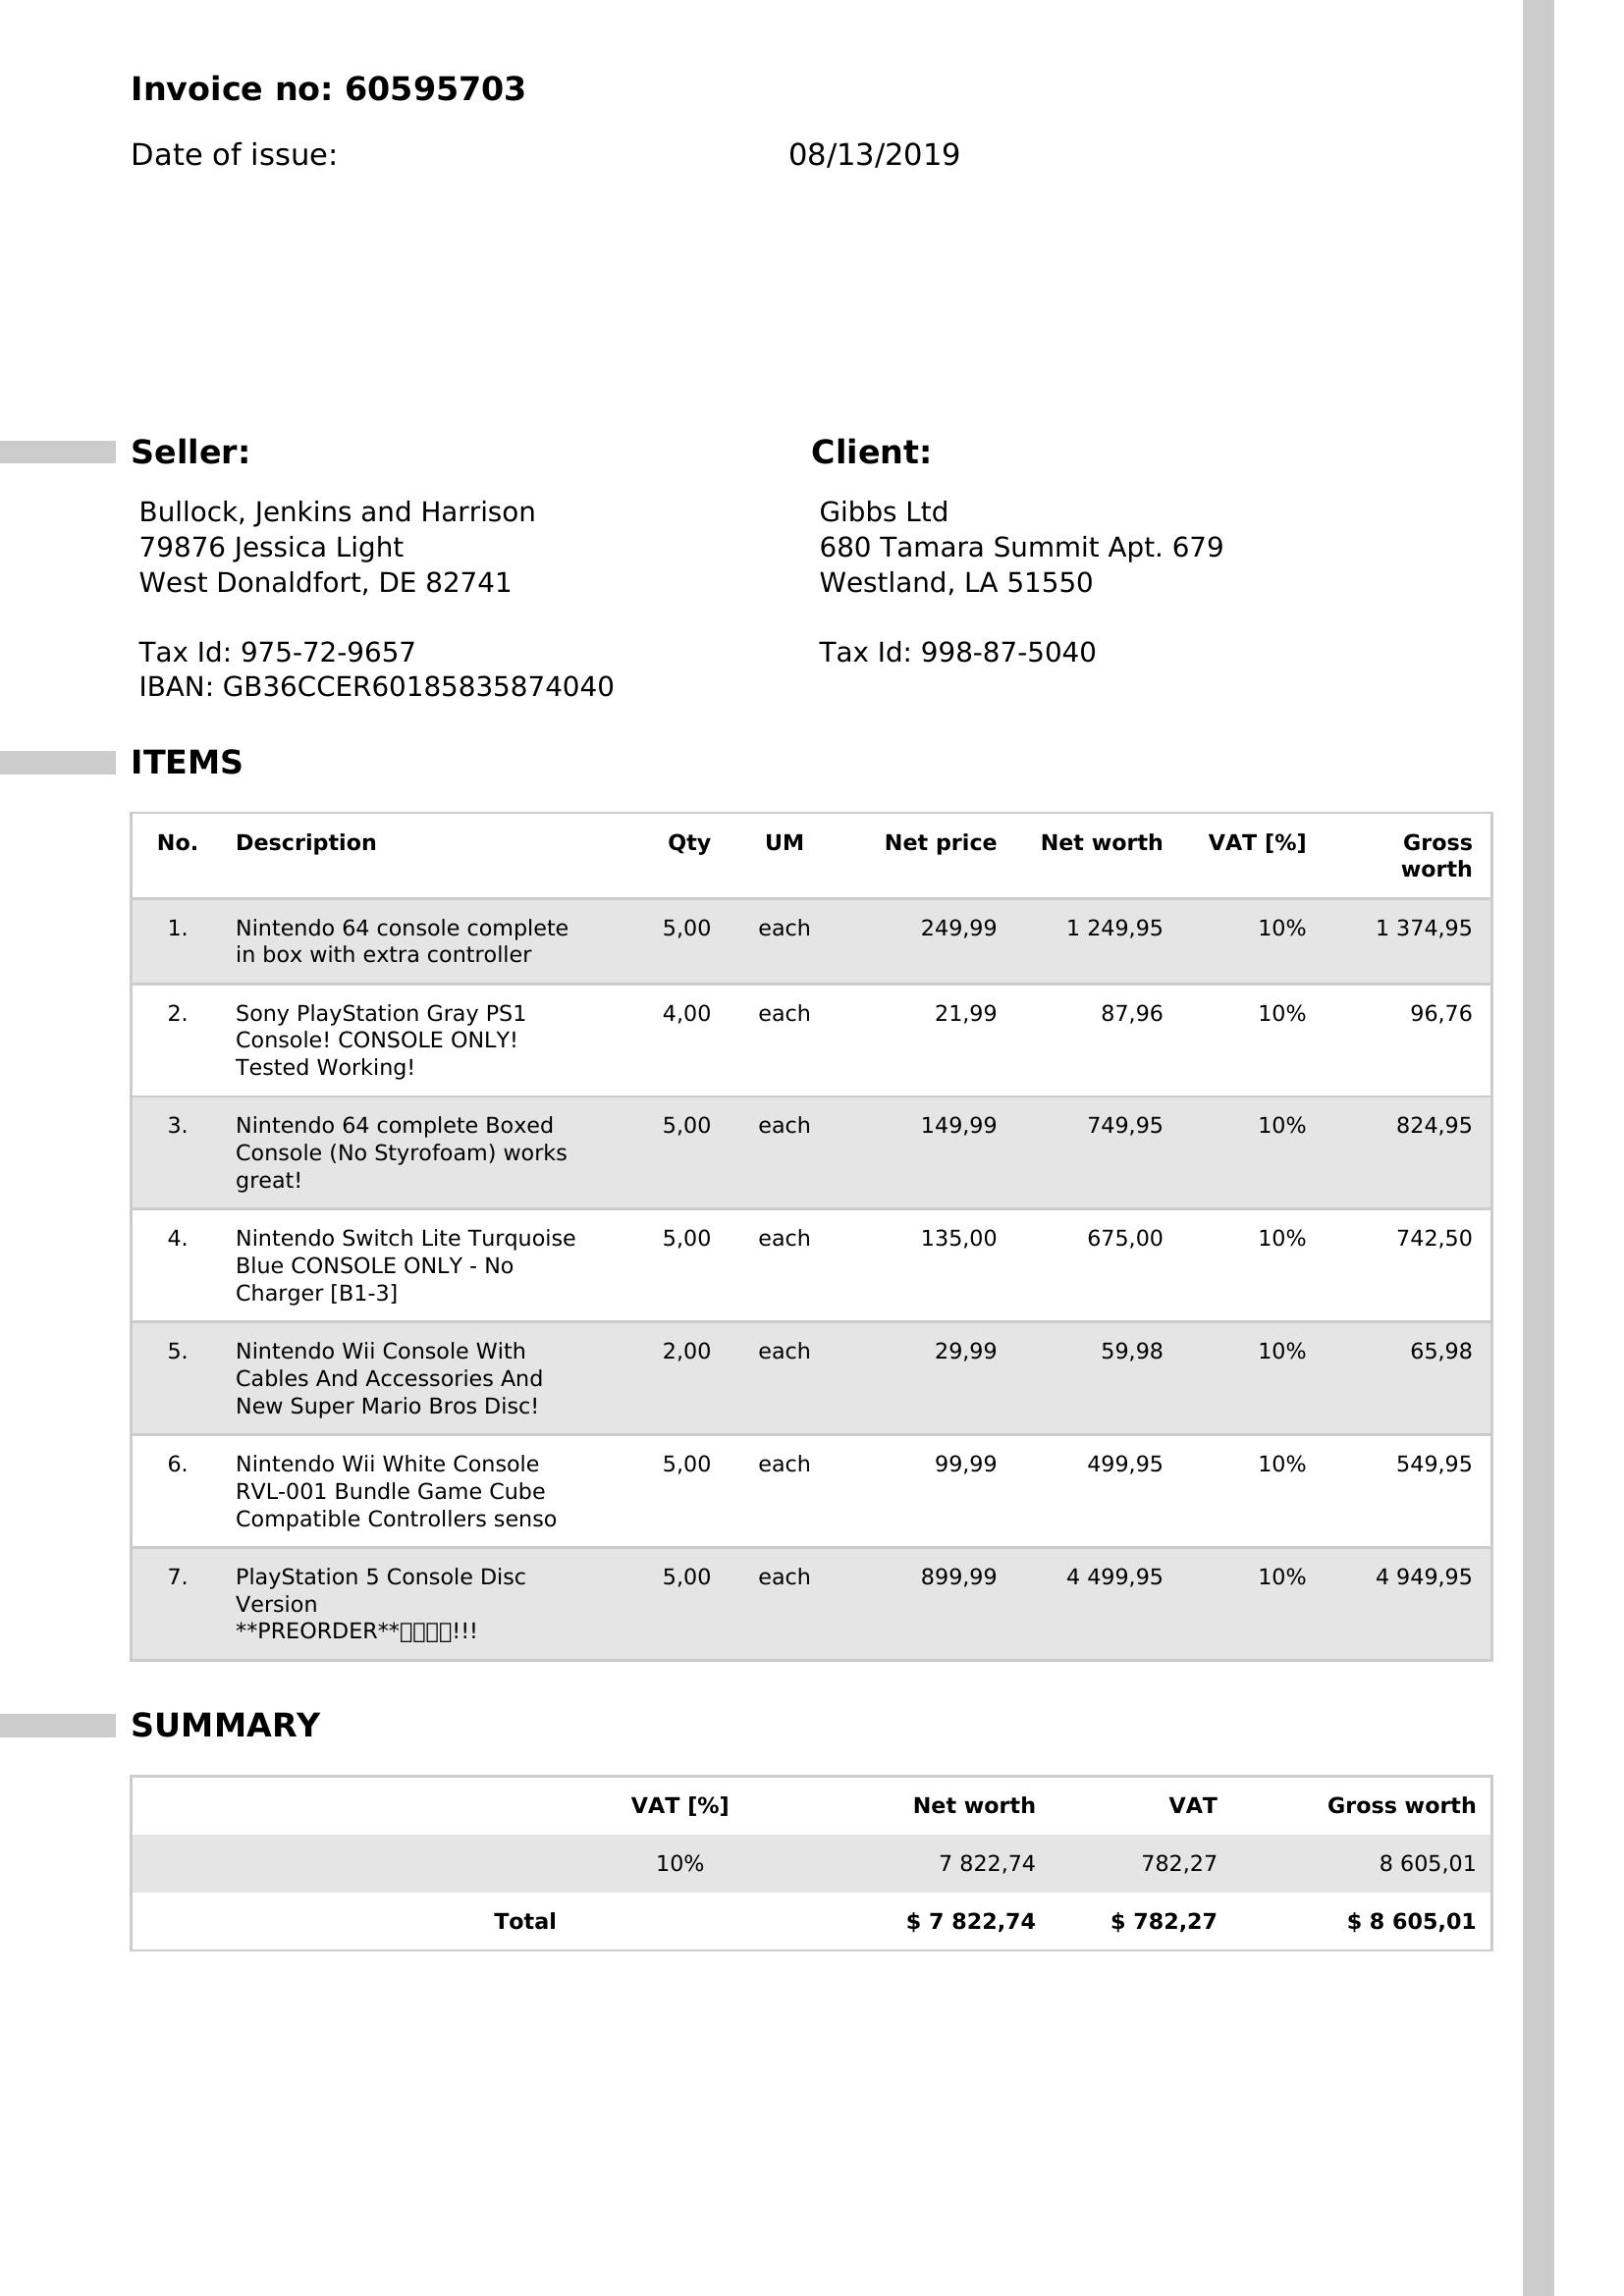 Invoice no: 60595703
Date of issue: 08/13/2019
Seller: Client:
Bullock, Jenkins and Harrison Gibbs Ltd
79876 Jessica Light 680 Tamara Summit Apt. 679
West Donaldfort, DE 82741 Westland, LA 51550
Tax Id: 975-72-9657 Tax Id: 998-87-5040
IBAN: GB36CCER60185835874040
ITEMS
No. Description Qty UM Net price Net worth VAT [%] Gross
worth
1. Nintendo 64 console complete 5,00 each 249,99 1 249,95 10% 1 374,95
in box with extra controller
2. Sony PlayStation Gray PS1 4,00 each 21,99 87,96 10% 96,76
Console! CONSOLE ONLY!
Tested Working!
3. Nintendo 64 complete Boxed 5,00 each 149,99 749,95 10% 824,95
Console (No Styrofoam) works
great!
4. Nintendo Switch Lite Turquoise 5,00 each 135,00 675,00 10% 742,50
Blue CONSOLE ONLY - No
Charger [B1-3]
5. Nintendo Wii Console With 2,00 each 29,99 59,98 10% 65,98
Cables And Accessories And
New Super Mario Bros Disc!
6. Nintendo Wii White Console 5,00 each 99,99 499,95 10% 549,95
RVL-001 Bundle Game Cube
Compatible Controllers senso
7. PlayStation 5 Console Disc 5,00 each 899,99 4 499,95 10% 4 949,95
Version
**PREORDER**▯▯▯▯!!!
SUMMARY
VAT [%] Net worth VAT Gross worth
10% 7 822,74 782,27 8 605,01
Total $ 7 822,74 $ 782,27 $ 8 605,01